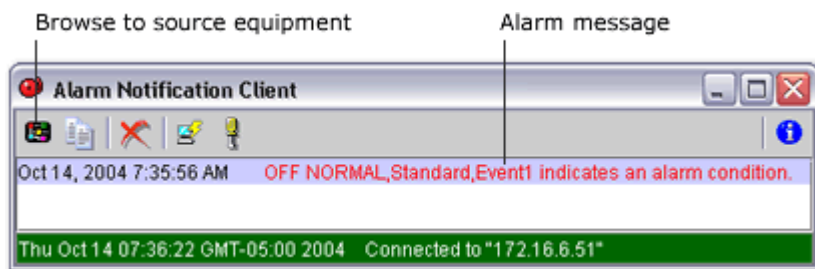 Browse to source equipment Alarm message
Alarm Notification Client
Oct 14, 2004 7:35:56 AM OFF NORMAL,Standard,Event1 indicates an alarm condition.
Thu Oct 14 07:36:22 GMT-05:00 2004 Connected to "172.16.6.51"